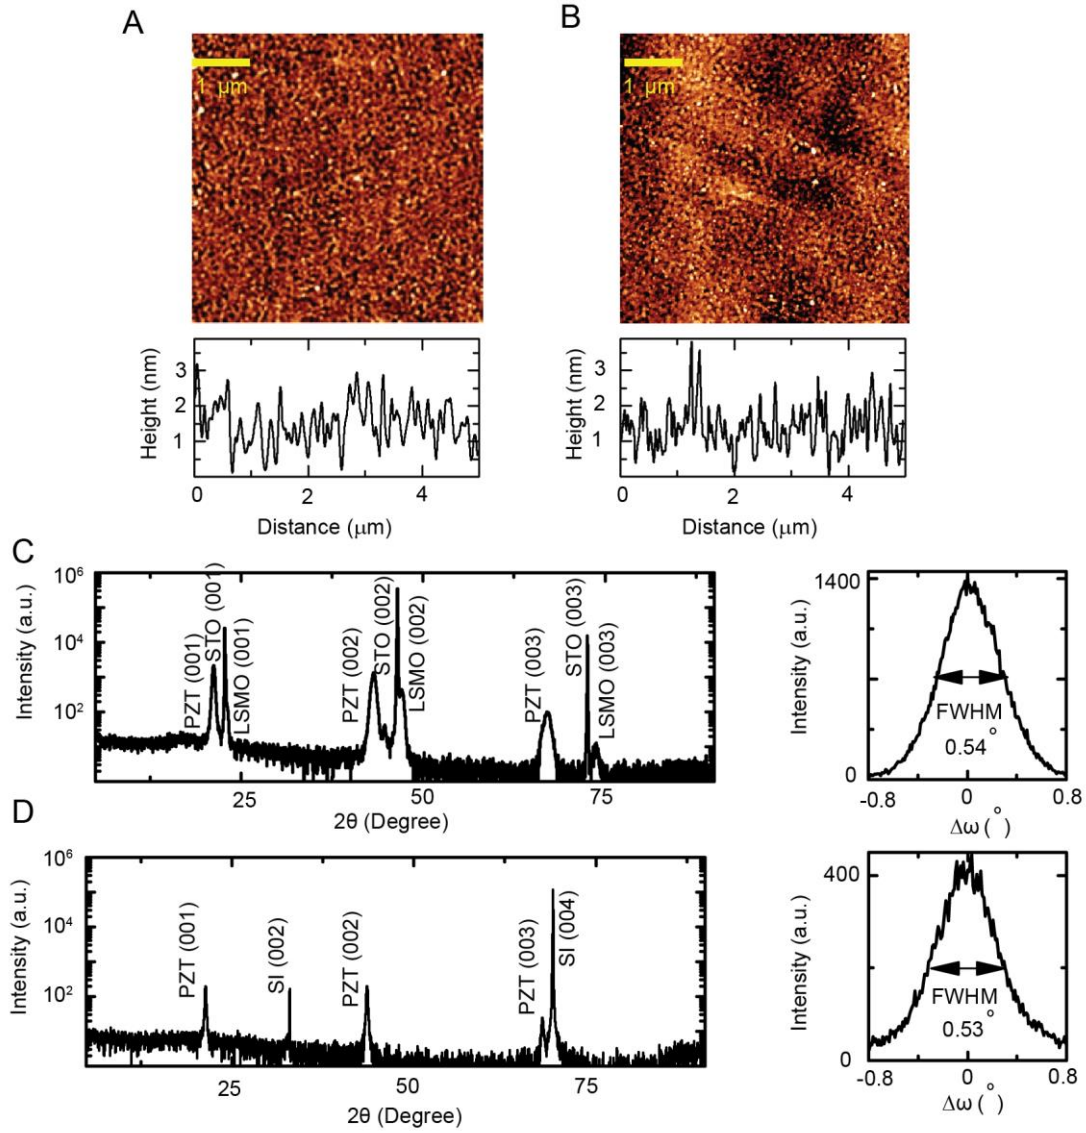 A
B
1 μm
1 μm
Height (nm)
3
2
1
0
2
4
Distance (μm)
Height (nm)
3
2
1
0
2
4
Distance (μm)
C
Intensity (a.u.)
10⁶
10⁴
10²
PZT (001)
STO (001)
LSMO (001)
PZT (002)
STO (002)
LSMO (002)
PZT (003)
STO (003)
LSMO (003)
25
50
75
2θ (Degree)
Intensity (a.u.)
1400
0
FWHM
0.54°
-0.8
0
0.8
Δω (°)
D
Intensity (a.u.)
10⁶
10⁴
10²
PZT (001)
SI (002)
PZT (002)
PZT (003)
SI (004)
25
50
75
2θ (Degree)
Intensity (a.u.)
400
0
FWHM
0.53°
-0.8
0
0.8
Δω (°)